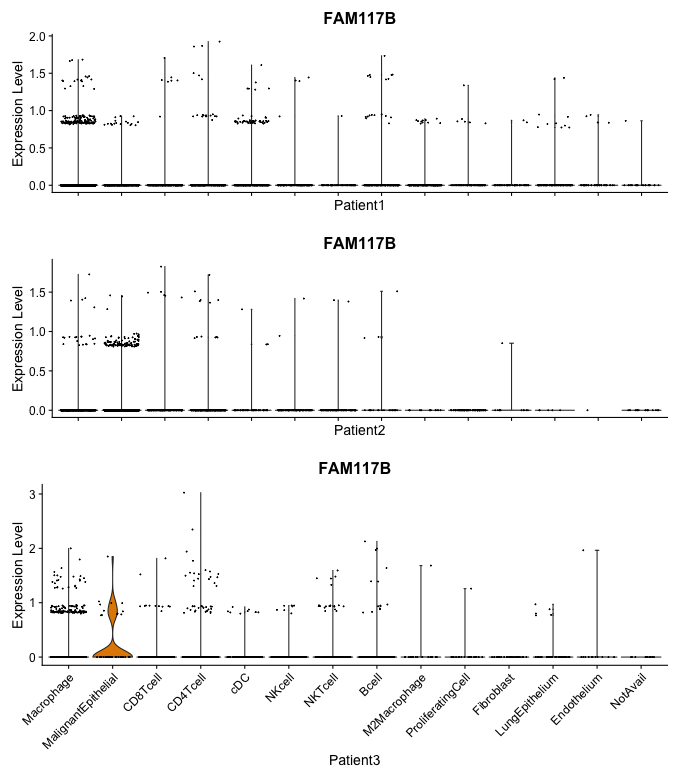 FAM117B
Expression Level
2.0
1.5
1.0
0.5
0.0
Patient1
FAM117B
Expression Level
1.5
1.0
0.5
0.0
Patient2
FAM117B
Expression Level
3
2
1
0
Macrophage
MalignantEpithelial
CD8Tcell
CD4Tcell
cDC
NKcell
NKTcell
Bcell
M2Macrophage
ProliferatingCell
Fibroblast
LungEpithelium
Endothelium
NotAvail
Patient3